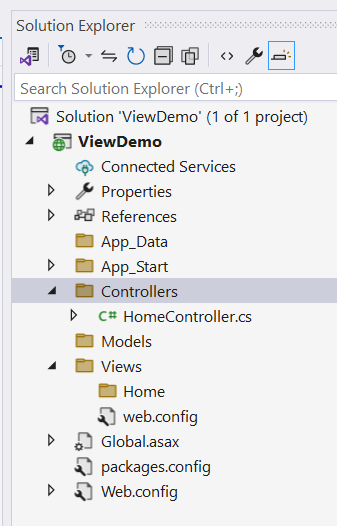 Solution Explorer
Search Solution Explorer (Ctrl+;)
Solution 'ViewDemo' (1 of 1 project)
ViewDemo
Connected Services
Properties
References
App_Data
App_Start
Controllers
C# HomeController.cs
Models
Views
Home
web.config
Global.asax
packages.config
Web.config